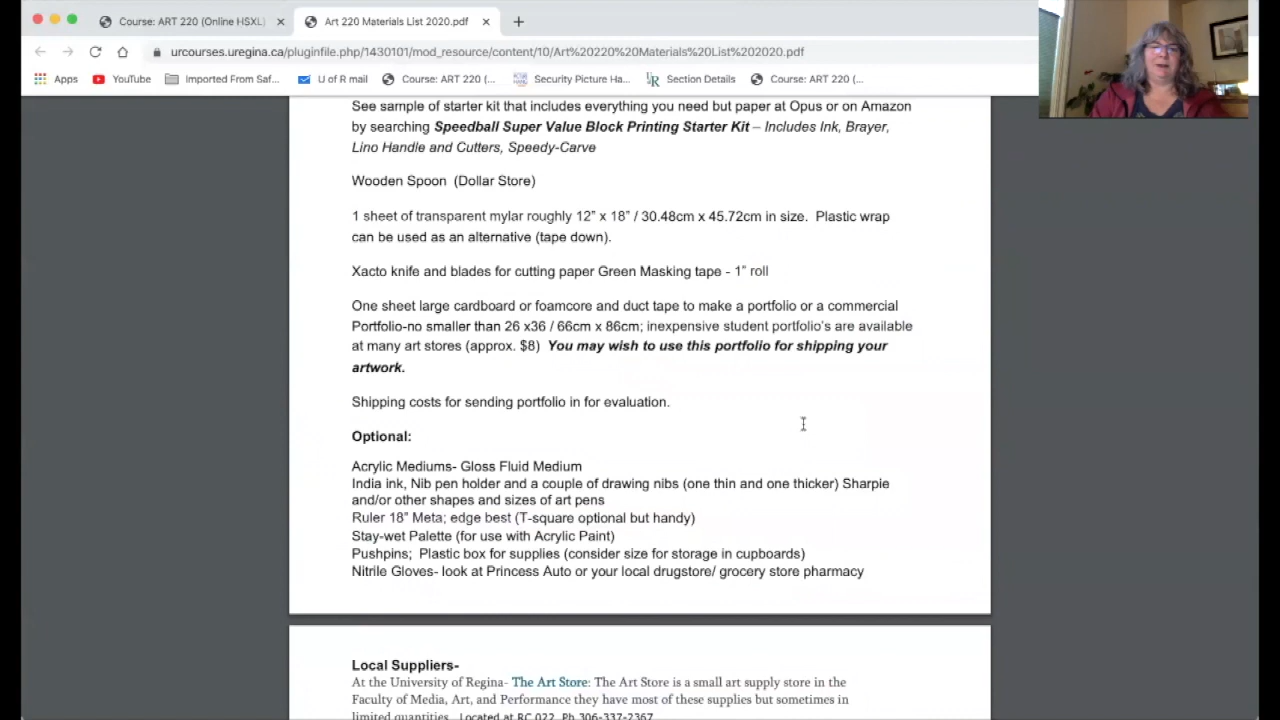 Course: ART 220 (Online HSXL)
Art 220 Materials List 2020.pdf
urcourses.uregina.ca/pluginfile.php/1430101/mod_resource/content/10/Art%20220%20Materials%20List%202020.pdf
Apps YouTube Imported From Saf... U of R mail Course: ART 220 (... Security Picture Ha... Section Details Course: ART 220 (...
See sample of starter kit that includes everything you need but paper at Opus or on Amazon
by searching Speedball Super Value Block Printing Starter Kit – Includes Ink, Brayer,
Lino Handle and Cutters, Speedy-Carve
Wooden Spoon (Dollar Store)
1 sheet of transparent mylar roughly 12” x 18” / 30.48cm x 45.72cm in size. Plastic wrap
can be used as an alternative (tape down).
Xacto knife and blades for cutting paper Green Masking tape - 1” roll
One sheet large cardboard or foamcore and duct tape to make a portfolio or a commercial
Portfolio-no smaller than 26 x36 / 66cm x 86cm; inexpensive student portfolio’s are available
at many art stores (approx. $8) You may wish to use this portfolio for shipping your
artwork.
Shipping costs for sending portfolio in for evaluation.
Optional:
Acrylic Mediums- Gloss Fluid Medium
India ink, Nib pen holder and a couple of drawing nibs (one thin and one thicker) Sharpie
and/or other shapes and sizes of art pens
Ruler 18” Meta; edge best (T-square optional but handy)
Stay-wet Palette (for use with Acrylic Paint)
Pushpins; Plastic box for supplies (consider size for storage in cupboards)
Nitrile Gloves- look at Princess Auto or your local drugstore/ grocery store pharmacy
Local Suppliers-
At the University of Regina- The Art Store: The Art Store is a small art supply store in the
Faculty of Media, Art, and Performance they have most of these supplies but sometimes in
limited quantities. Located at RC 022. Ph 306-337-2367